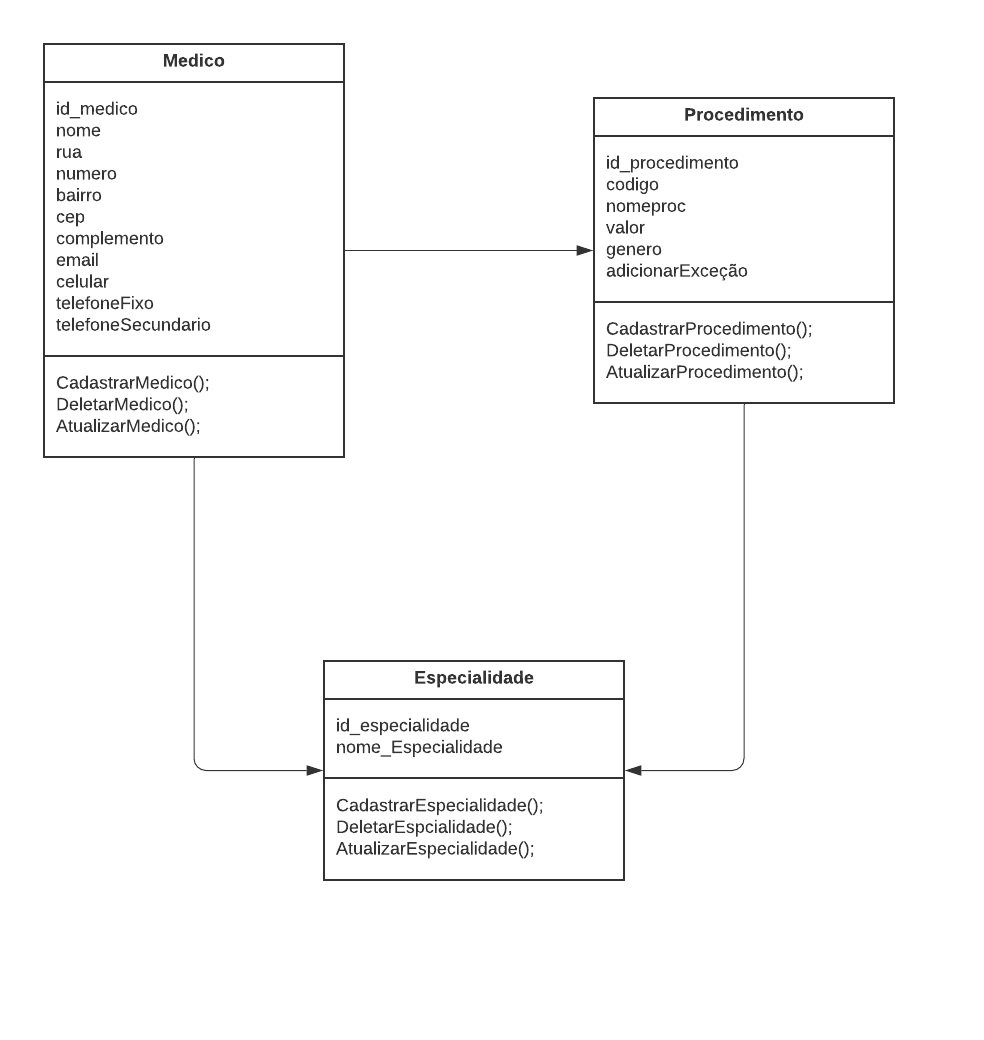 Medico
id_medico
nome
rua
numero
bairro
cep
complemento
email
celular
telefoneFixo
telefoneSecundario
CadastrarMedico();
DeletarMedico();
AtualizarMedico();
Procedimento
id_procedimento
codigo
nomeproc
valor
genero
adicionarExceção
CadastrarProcedimento();
DeletarProcedimento();
AtualizarProcedimento();
Especialidade
id_especialidade
nome_Especialidade
CadastrarEspecialidade();
DeletarEspcialidade();
AtualizarEspecialidade();